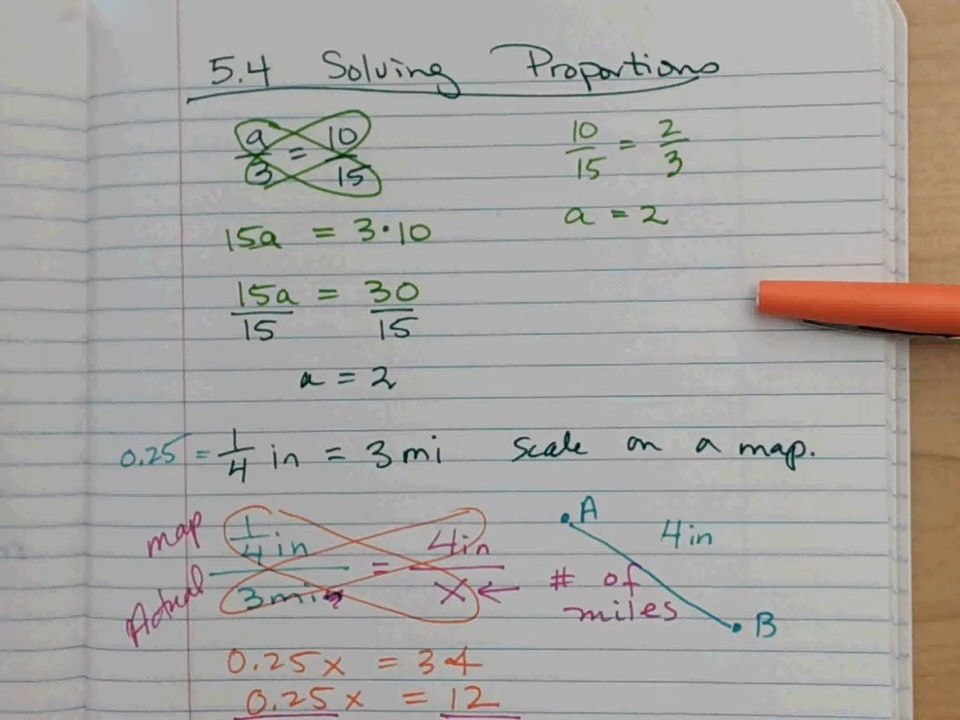 5.4 Solving Proportions
a/3 = 10/15
10/15 = 2/3
15a = 3·10
a = 2
15a/15 = 30/15
a = 2
0.25 = 1/4 in = 3 mi Scale on a map.
map 1/4 in = 4 in
Actual 3 mi X ← # of miles
A
4 in
B
0.25x = 3·4
0.25x = 12